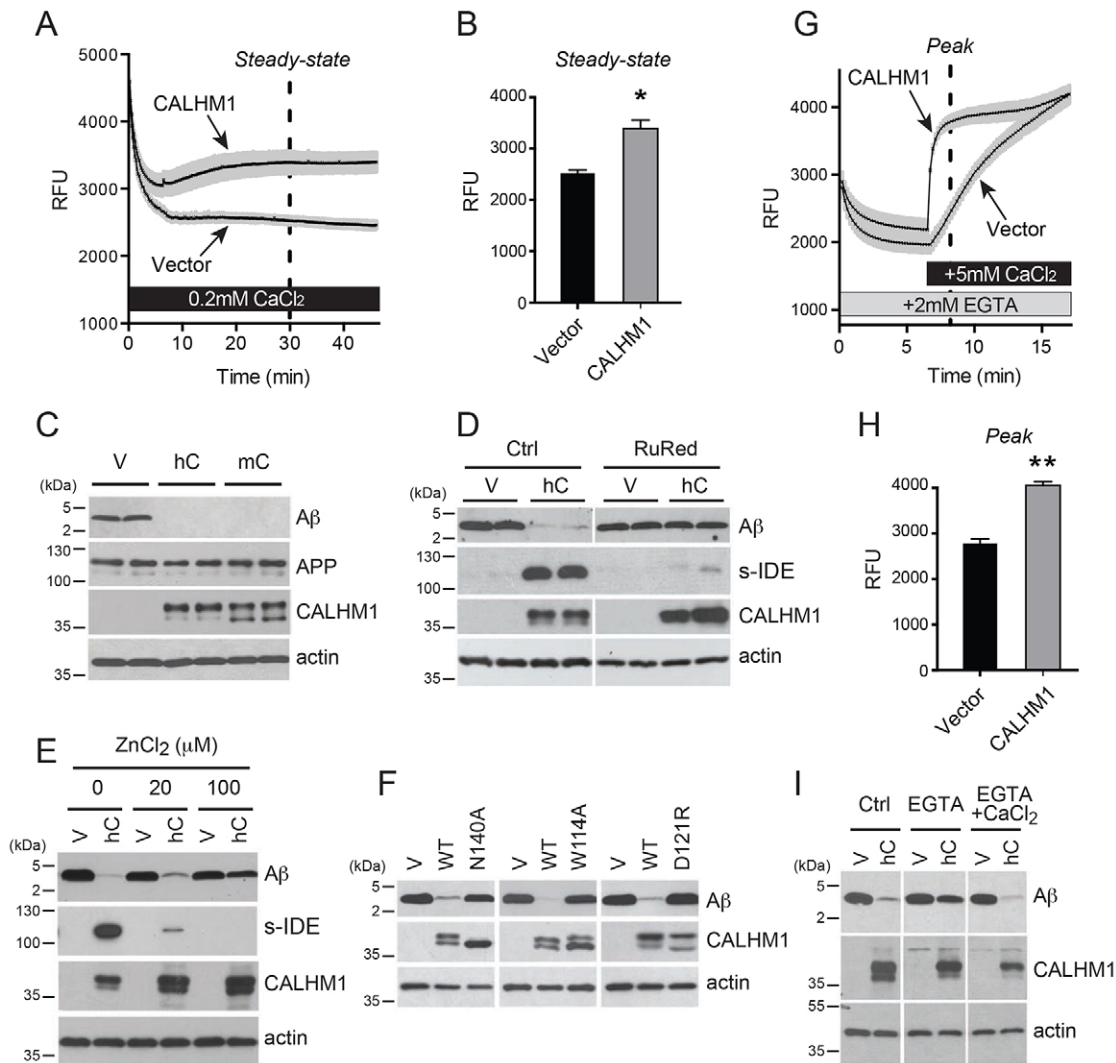 A
Steady-state
5000
4000
3000
2000
1000
RFU
CALHM1
Vector
0.2mM CaCl2
0 10 20 30 40
Time (min)
B
Steady-state
*
4000
3000
2000
1000
0
RFU
Vector
CALHM1
G
Peak
CALHM1
4000
3000
2000
1000
RFU
Vector
+5mM CaCl2
+2mM EGTA
0 5 10 15
Time (min)
C
V hC mC
(kDa)
5
2
Aβ
130
100
APP
35
CALHM1
35
actin
D
Ctrl RuRed
V hC V hC
(kDa)
5
2
Aβ
130
100
s-IDE
35
CALHM1
35
actin
H
Peak
**
4000
3000
2000
1000
0
RFU
Vector
CALHM1
E
ZnCl2 (μM)
0 20 100
V hC V hC V hC
(kDa)
5
2
Aβ
130
100
s-IDE
35
CALHM1
35
actin
F
V WT N140A V WT W114A V WT D121R
(kDa)
5
2
Aβ
35
CALHM1
35
actin
I
Ctrl EGTA EGTA
+CaCl2
V hC V hC V hC
(kDa)
5
2
Aβ
35
CALHM1
55
35
actin